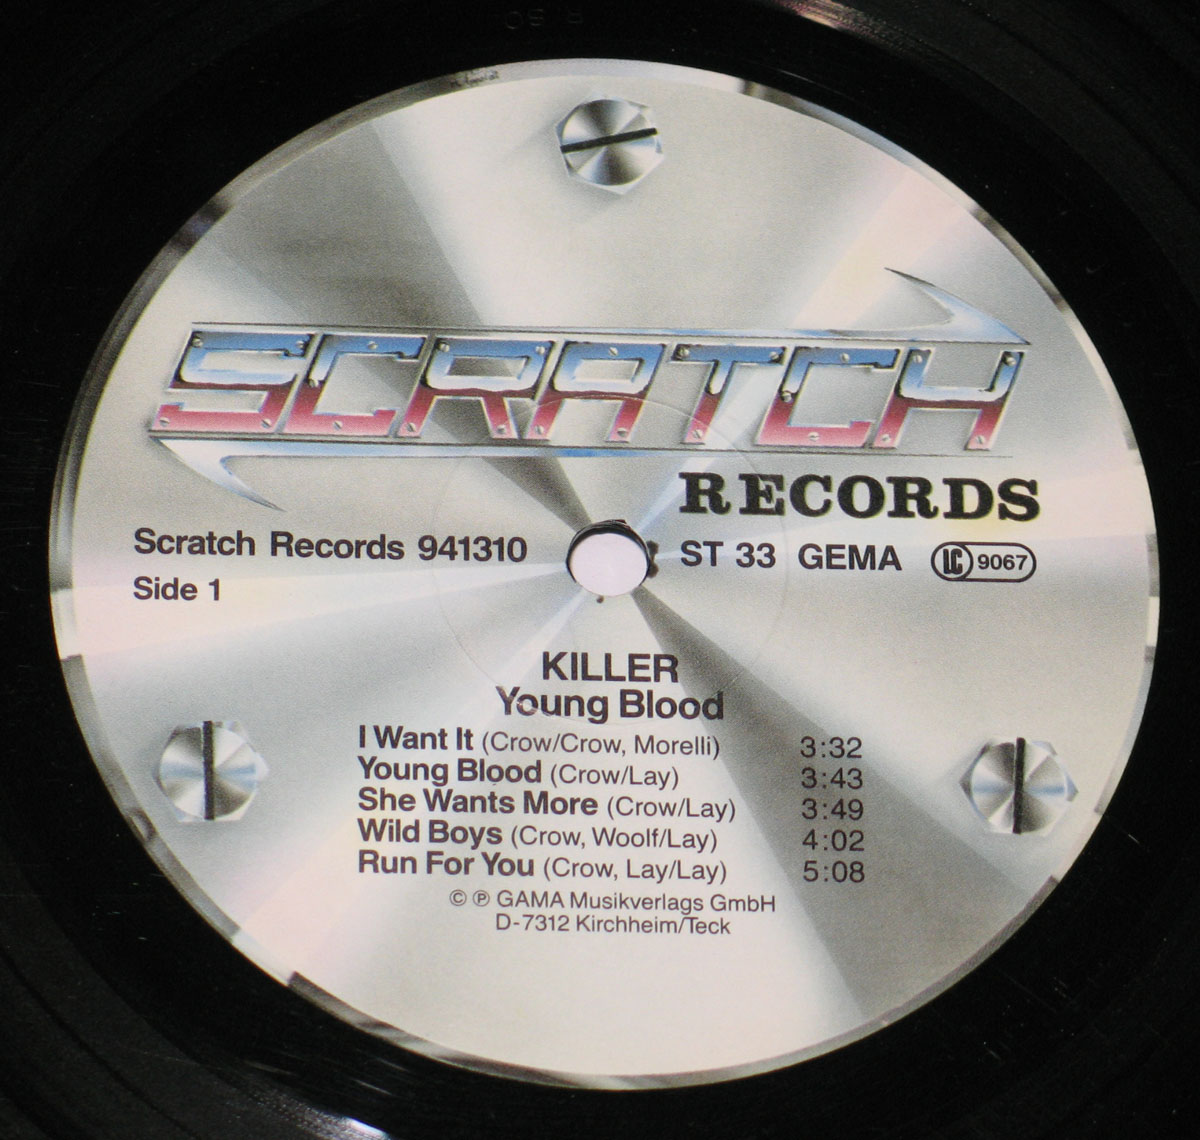 SCRATCH
RECORDS
Scratch Records 941310
ST 33 GEMA LC 9067
Side 1
KILLER
Young Blood
I Want It (Crow/Crow, Morelli) 3:32
Young Blood (Crow/Lay) 3:43
She Wants More (Crow/Lay) 3:49
Wild Boys (Crow, Woolf/Lay) 4:02
Run For You (Crow, Lay/Lay) 5:08
© ℗ GAMA Musikverlags GmbH
D-7312 Kirchheim/Teck